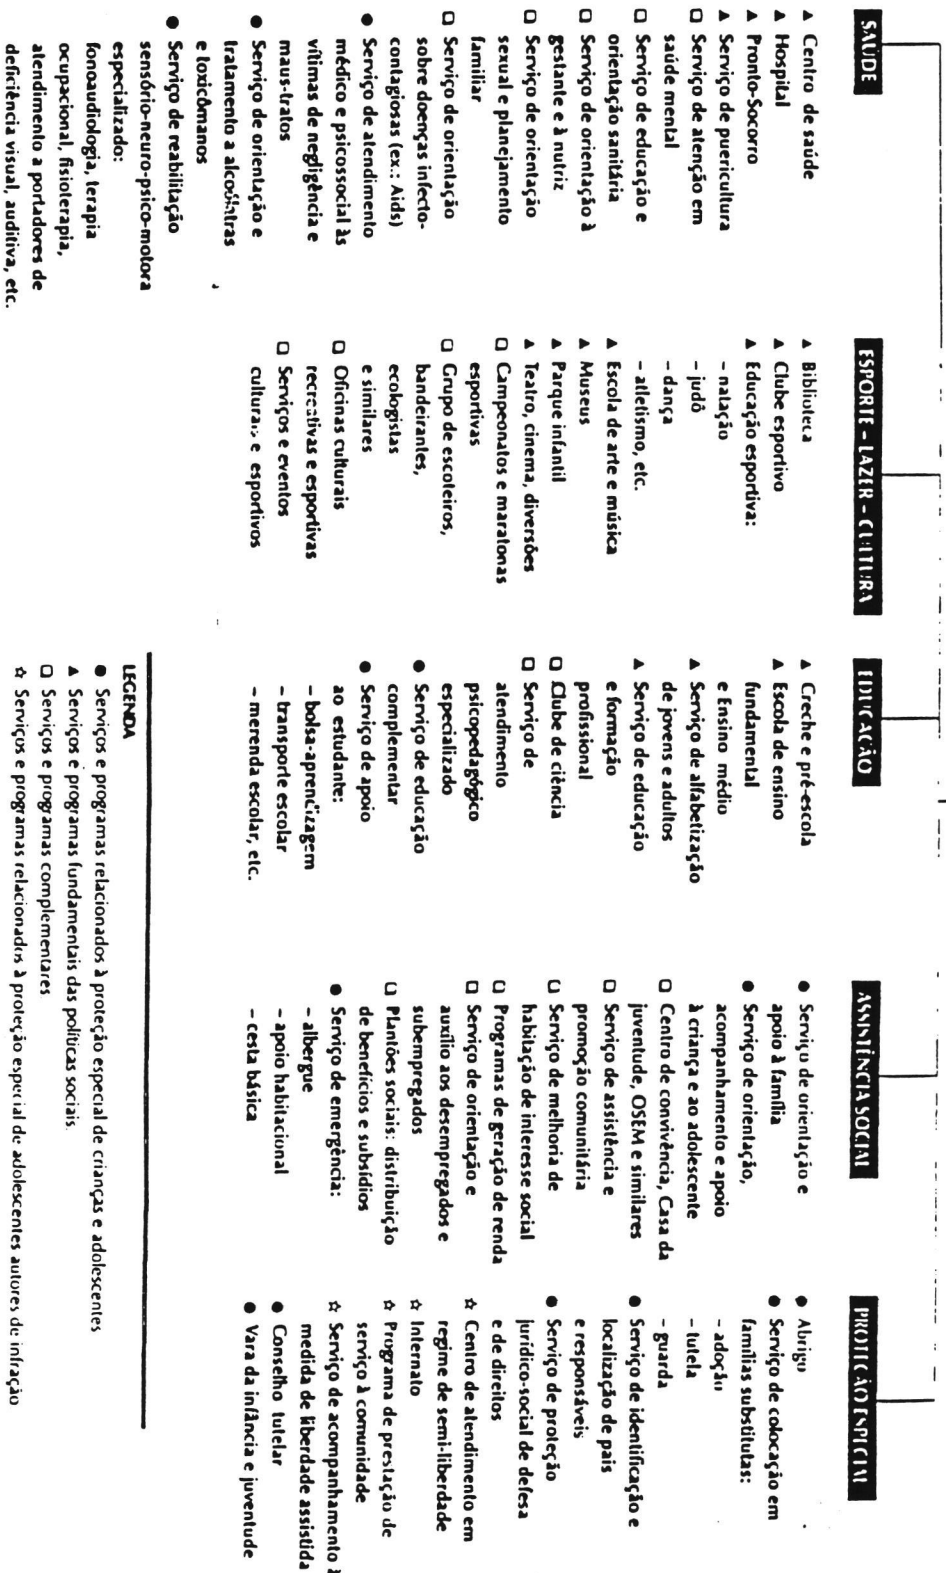 SAÚDE
▲ Centro de saúde
▲ Hospital
▲ Pronto-Socorro
▲ Serviço de puericultura
☐ Serviço de atenção em
saúde mental
☐ Serviço de educação e
orientação sanitária
☐ Serviço de orientação à
gestante e à nutriz
☐ Serviço de orientação
sexual e planejamento
familiar
☐ Serviço de orientação
sobre doenças infecto-
contagiosas (ex.: Aids)
● Serviço de atendimento
médico e psicossocial às
vítimas de negligência e
maus-tratos
● Serviço de orientação e
tratamento a alcoólatras
e toxicômanos
● Serviço de reabilitação
sensório-neuro-psico-motora
especializado:
fonoaudiologia, terapia
ocupacional, fisioterapia,
atendimento a portadores de
deficiência visual, auditiva, etc.
ESPORTE – LAZER – CULTURA
▲ Biblioteca
▲ Clube esportivo
▲ Educação esportiva:
– natação
– judô
– dança
– atletismo, etc.
▲ Escola de arte e música
▲ Museus
▲ Parque infantil
▲ Teatro, cinema, diversões
☐ Campeonatos e maratonas
esportivas
☐ Grupo de escoteiros,
bandeirantes,
ecologistas
e similares
☐ Oficinas culturais
recreativas e esportivas
☐ Serviços e eventos
culturais e esportivos
EDUCAÇÃO
▲ Creche e pré-escola
▲ Escola de ensino
fundamental
e Ensino médio
▲ Serviço de alfabetização
de jovens e adultos
▲ Serviço de educação
e formação
profissional
☐ Clube de ciência
☐ Serviço de
atendimento
psicopedagógico
especializado
● Serviço de educação
complementar
● Serviço de apoio
ao estudante:
– bolsa-aprendizagem
– transporte escolar
– merenda escolar, etc.
ASSISTÊNCIA SOCIAL
● Serviço de orientação e
apoio à família
● Serviço de orientação,
acompanhamento e apoio
à criança e ao adolescente
☐ Centro de convivência, Casa da
juventude, OSEM e similares
☐ Serviço de assistência e
promoção comunitária
☐ Serviço de melhoria de
habitação de interesse social
☐ Programas de geração de renda
☐ Serviço de orientação e
auxílio aos desempregados e
subempregados
☐ Plantões sociais: distribuição
de benefícios e subsídios
● Serviço de emergência:
– albergue
– apoio habitacional
– cesta básica
PROTEÇÃO ESPECIAL
● Abrigo
● Serviço de colocação em
famílias substitutas:
– adoção
– tutela
– guarda
● Serviço de identificação e
localização de pais
e responsáveis
● Serviço de proteção
jurídico-social de defesa
e de direitos
☆ Centro de atendimento em
regime de semi-liberdade
☆ Internato
☆ Programa de prestação de
serviço à comunidade
☆ Serviço de acompanhamento à
medida de liberdade assistida
● Conselho tutelar
● Vara da infância e juventude
LEGENDA
● Serviços e programas relacionados à proteção especial de crianças e adolescentes
▲ Serviços e programas fundamentais das políticas sociais.
☐ Serviços e programas complementares
☆ Serviços e programas relacionados à proteção especial de adolescentes autores de infração